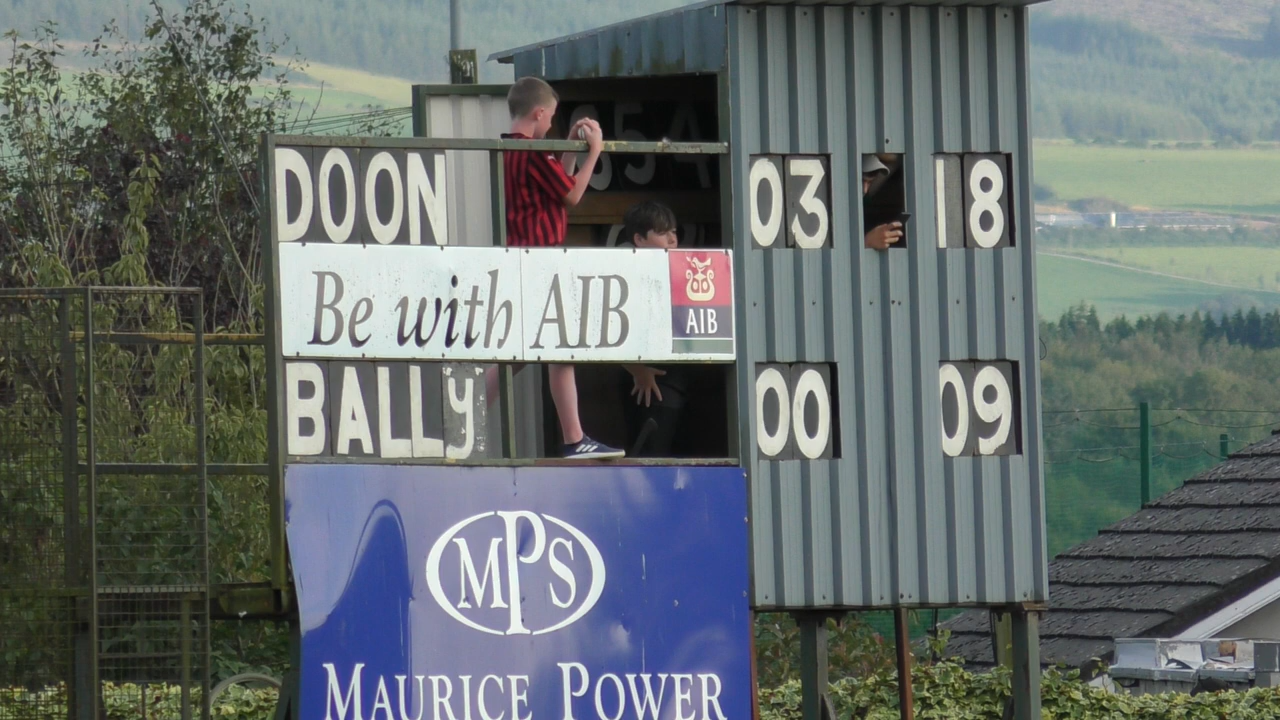 DOON 03 18
Be with AIB AIB
BALLY 00 09
MPS
MAURICE POWER